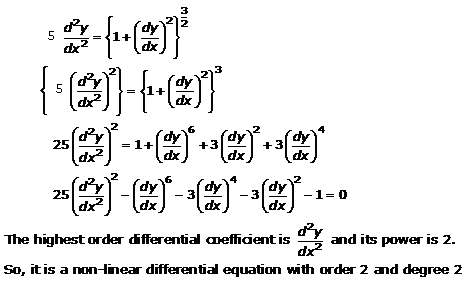 5 d²y/dx² = {1+(dy/dx)²}^(3/2)
{ 5 (d²y/dx²)²} = {1+(dy/dx)²}³
25(d²y/dx²)² = 1+(dy/dx)⁶+3(dy/dx)²+3(dy/dx)⁴
25(d²y/dx²)²−(dy/dx)⁶−3(dy/dx)⁴−3(dy/dx)²−1=0
The highest order differential coefficient is d²y/dx² and its power is 2.
So, it is a non-linear differential equation with order 2 and degree 2